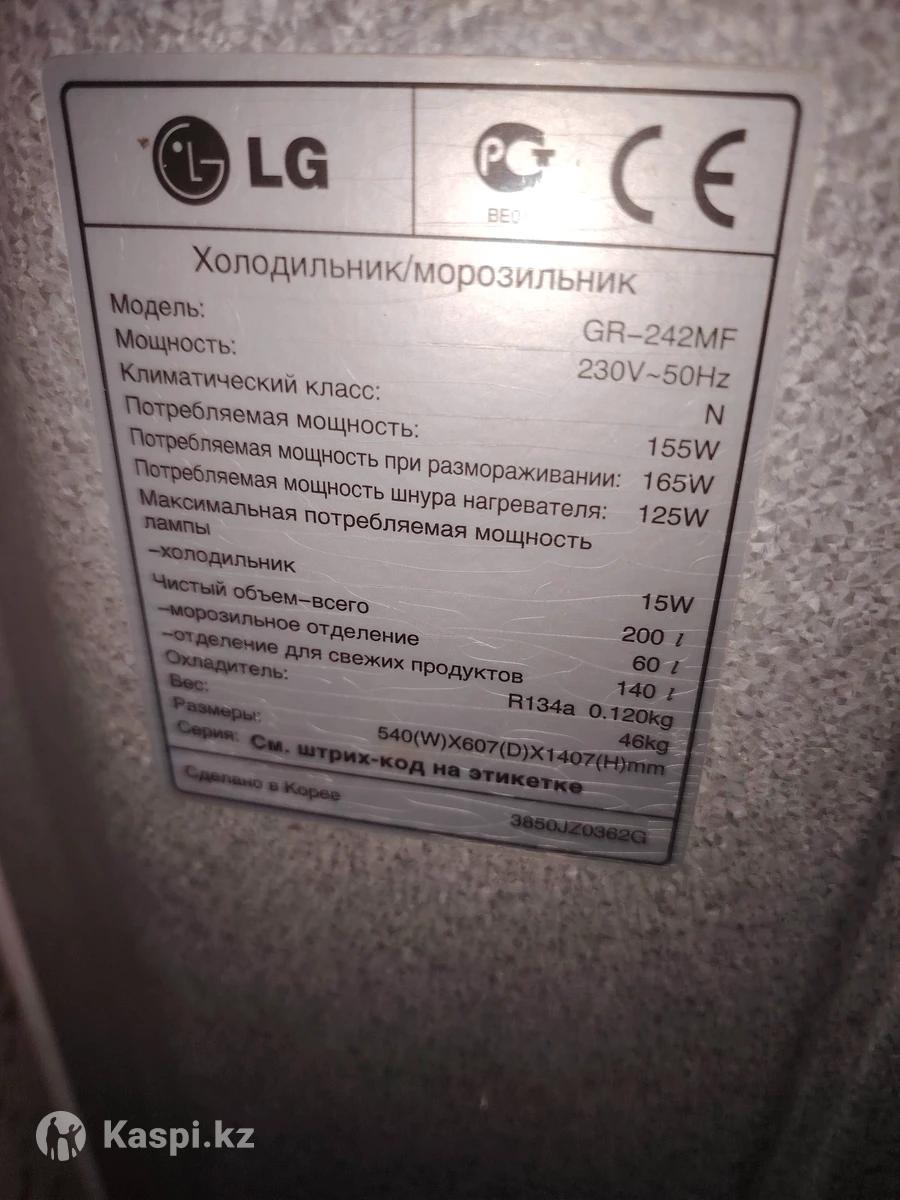 LG
РСТ
BE0
CE
Холодильник/морозильник
Модель: GR-242MF
Мощность: 230V~50Hz
Климатический класс: N
Потребляемая мощность: 155W
Потребляемая мощность при размораживании: 165W
Потребляемая мощность шнура нагревателя: 125W
Максимальная потребляемая мощность
лампы
-холодильник 15W
Чистый объем-всего 200 l
-морозильное отделение 60 l
-отделение для свежих продуктов 140 l
Охладитель: R134a 0.120kg
Вес: 46kg
Размеры: 540(W)X607(D)X1407(H)mm
Серия: См. штрих-код на этикетке
Сделано в Корее 3850JZ0362G
Kaspi.kz